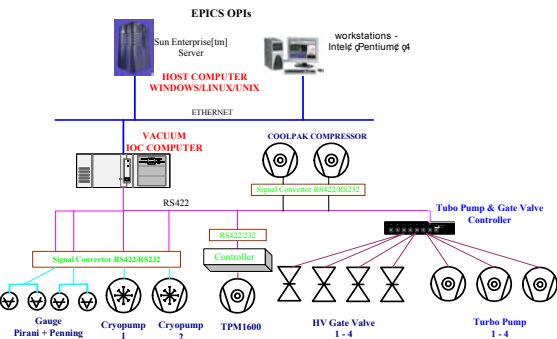 EPICS OPIs
Sun Enterprise[tm]
Server
workstations -
Intel¢ ϙPentium¢ ϙ4
HOST COMPUTER
WINDOWS/LINUX/UNIX
ETHERNET
VACUUM
IOC COMPUTER
COOLPAK COMPRESSOR
Signal Convertor RS422/RS232
RS422
Tubo Pump & Gate Valve
Controller
RS422/232
Signal Convertor RS422/RS232
Controller
Gauge
Pirani + Penning
Cryopump
1
Cryopump
2
TPM1600
HV Gate Valve
1 - 4
Turbo Pump
1 - 4